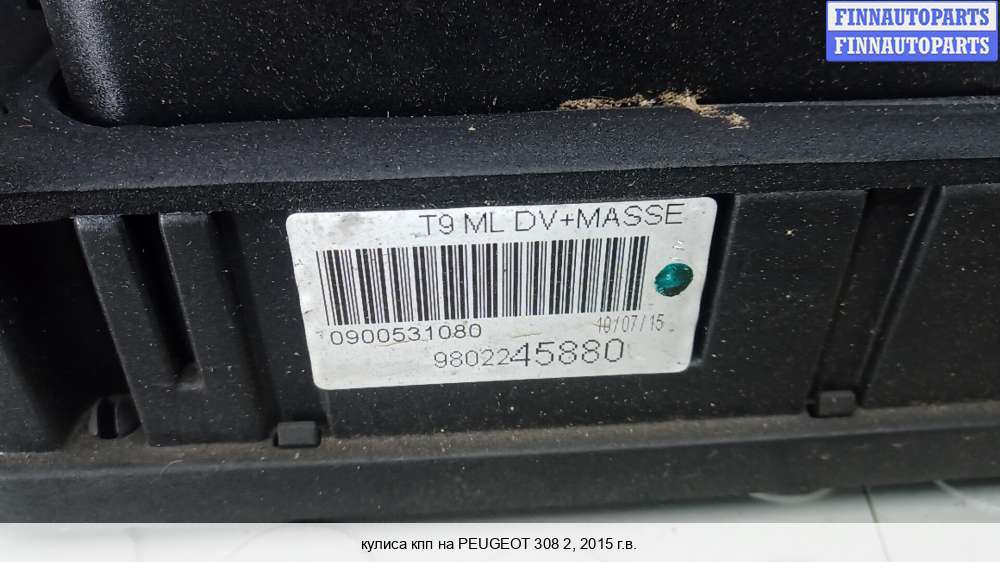 FINNAUTOPARTS
FINNAUTOPARTS
T9 ML DV+MASSE
0900531080
10/07/15
9802245880
кулиса кпп на PEUGEOT 308 2, 2015 г.в.